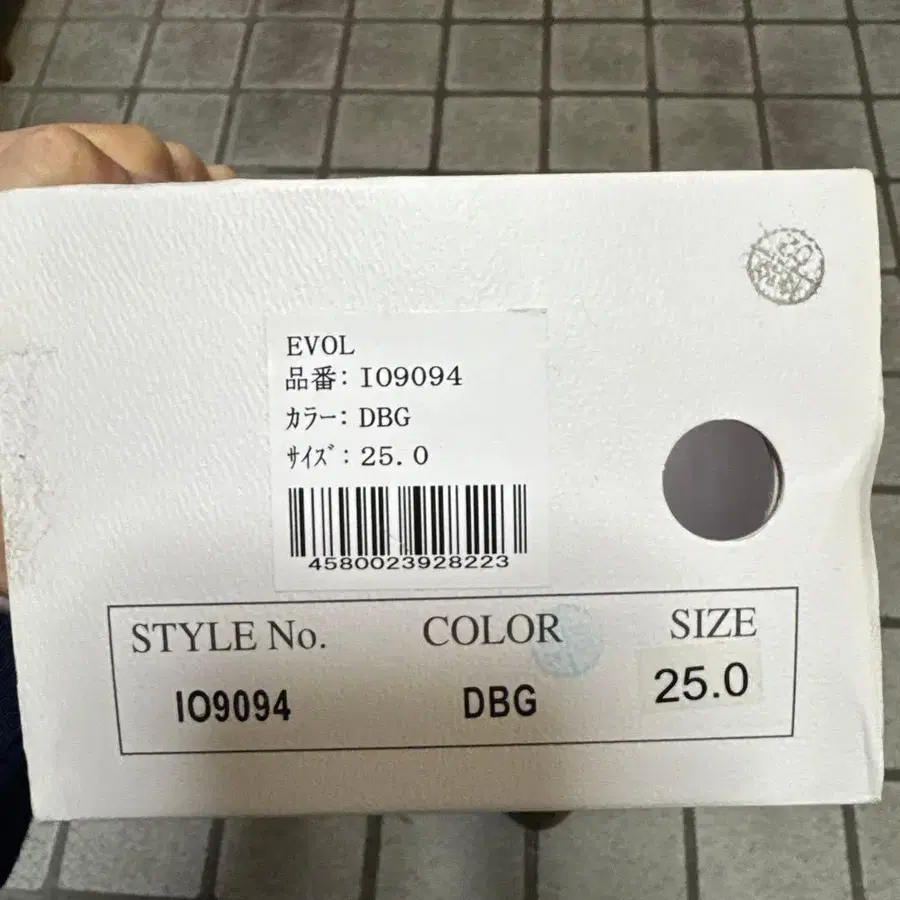 EVOL
品番: IO9094
ｶﾗｰ: DBG
ｻｲｽﾞ: 25.0
4580023928223
STYLE No. COLOR SIZE
IO9094 DBG 25.0